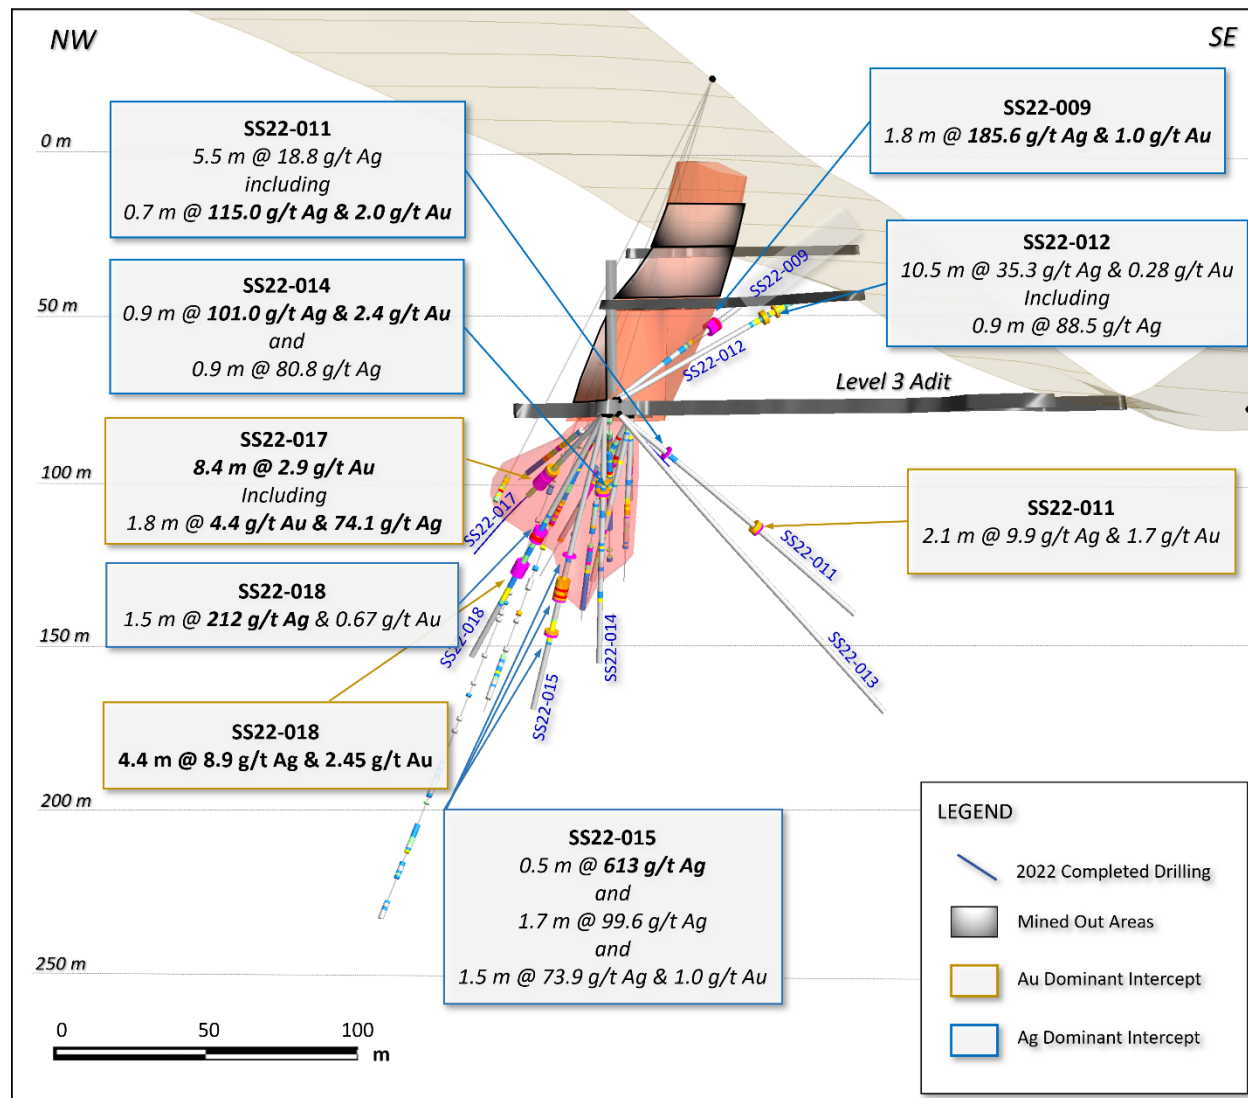 NW
SE
SS22-011
5.5 m @ 18.8 g/t Ag
including
0.7 m @ 115.0 g/t Ag & 2.0 g/t Au
SS22-009
1.8 m @ 185.6 g/t Ag & 1.0 g/t Au
0 m
SS22-014
0.9 m @ 101.0 g/t Ag & 2.4 g/t Au
and
0.9 m @ 80.8 g/t Ag
SS22-012
10.5 m @ 35.3 g/t Ag & 0.28 g/t Au
Including
0.9 m @ 88.5 g/t Ag
SS22-009
50 m
SS22-012
Level 3 Adit
SS22-017
8.4 m @ 2.9 g/t Au
Including
1.8 m @ 4.4 g/t Au & 74.1 g/t Ag
100 m
SS22-017
SS22-011
2.1 m @ 9.9 g/t Ag & 1.7 g/t Au
SS22-011
SS22-018
1.5 m @ 212 g/t Ag & 0.67 g/t Au
SS22-018
SS22-014
SS22-013
150 m
SS22-015
SS22-018
4.4 m @ 8.9 g/t Ag & 2.45 g/t Au
200 m
SS22-015
0.5 m @ 613 g/t Ag
and
1.7 m @ 99.6 g/t Ag
and
1.5 m @ 73.9 g/t Ag & 1.0 g/t Au
250 m
0 50 100
m
LEGEND
2022 Completed Drilling
Mined Out Areas
Au Dominant Intercept
Ag Dominant Intercept